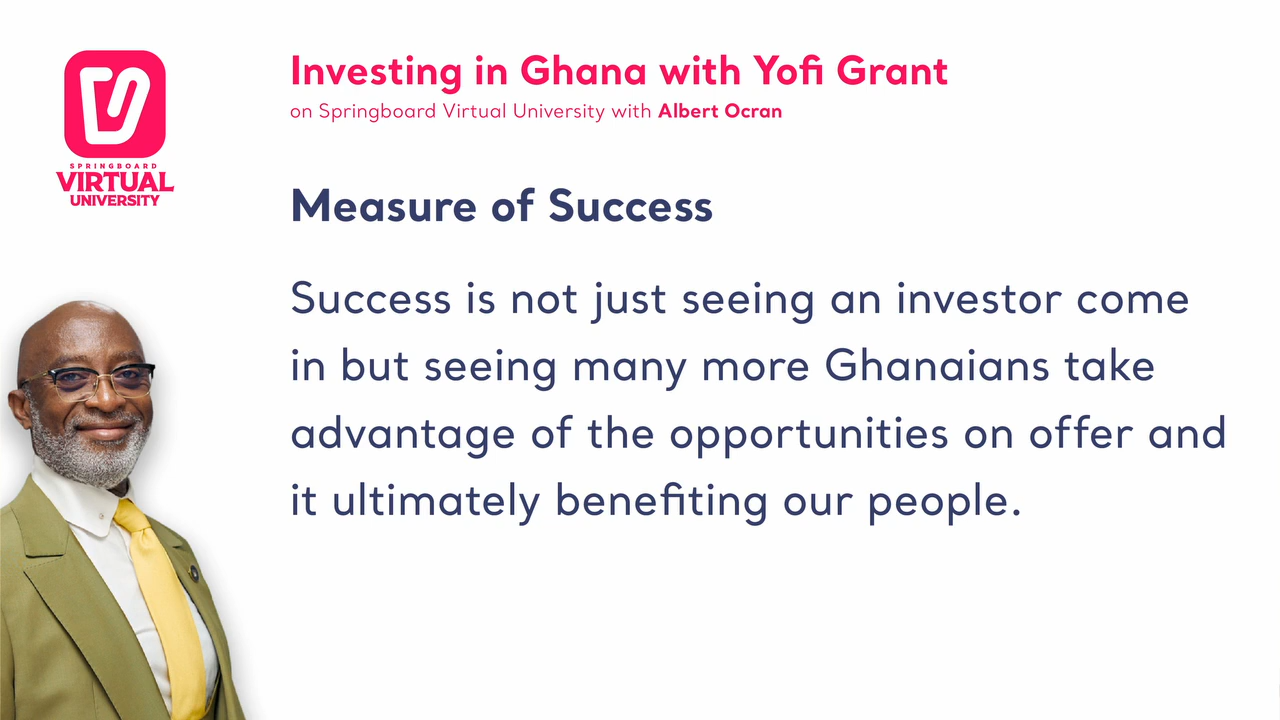 Investing in Ghana with Yofi Grant
on Springboard Virtual University with Albert Ocran
SPRINGBOARD
VIRTUAL
UNIVERSITY
Measure of Success
Success is not just seeing an investor come
in but seeing many more Ghanaians take
advantage of the opportunities on offer and
it ultimately benefiting our people.